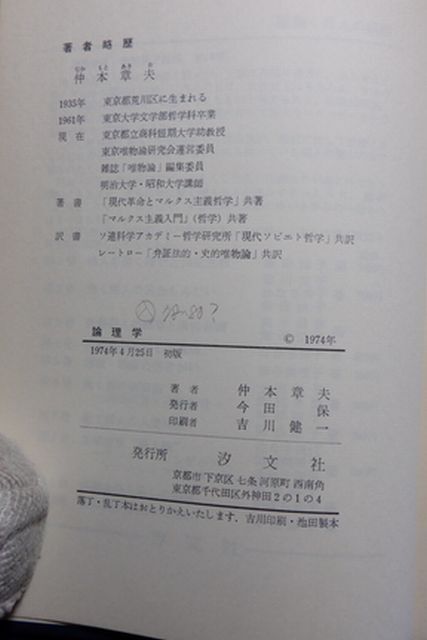 著者略歴
なか もと あき お
仲本章夫
1935年 東京都荒川区に生まれる
1961年 東京大学文学部哲学科卒業
現在 東京都立商科短期大学助教授
東京唯物論研究会運営委員
雑誌「唯物論」編集委員
明治大学・昭和大学講師
著書 「現代革命とマルクス主義哲学」共著
『マルクス主義入門』(哲学)共著
訳書 ソ連科学アカデミー哲学研究所「現代ソビエト哲学」共訳
レートロー「弁証法的・史的唯物論」共訳
論理学
© 1974年
1974年4月25日 初版
著者 仲本章夫
発行者 今田保
印刷者 吉川健一
発行所 汐文社
京都市下京区七条河原町西南角
東京都千代田区外神田2の1の4
落丁・乱丁本はおとりかえいたします.吉川印刷・池田製本